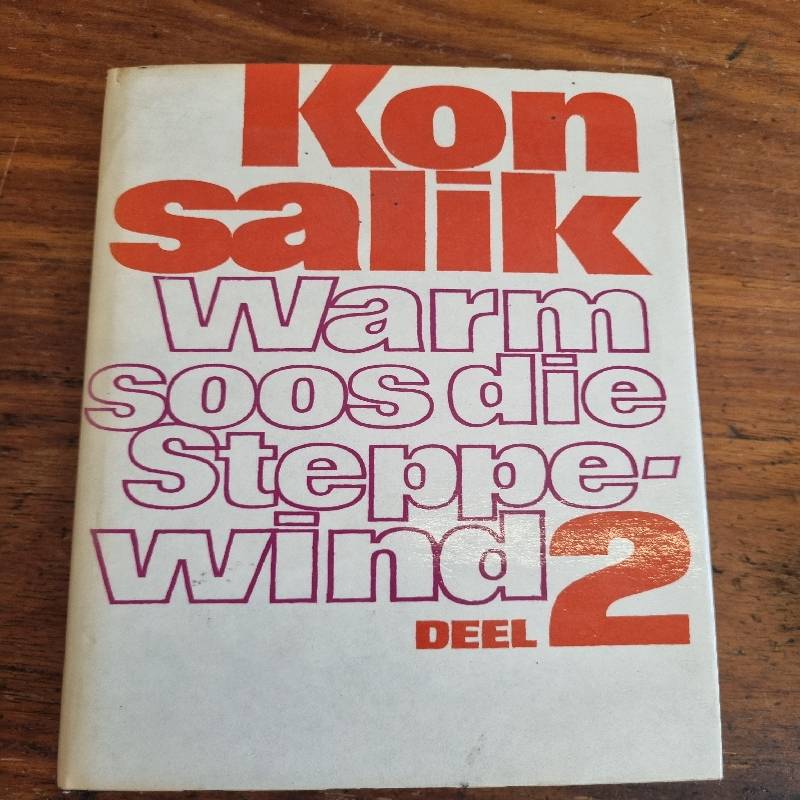 Kon
salik
Warm
soos die
Steppe-
wind 2
DEEL